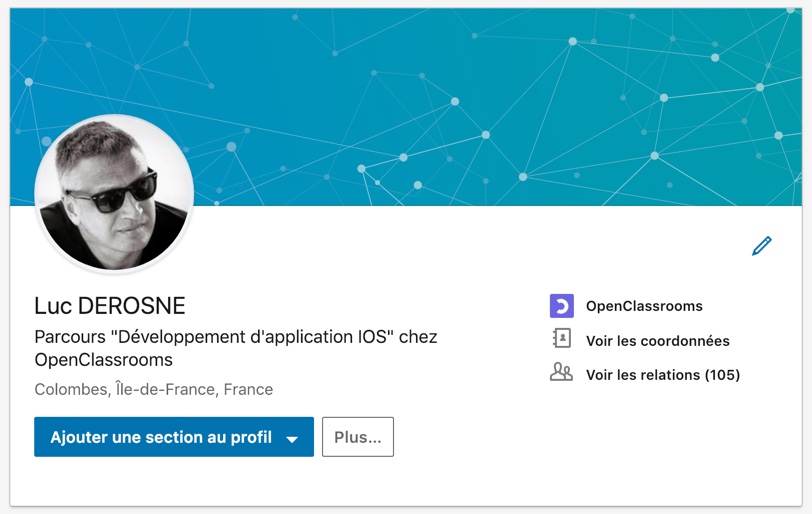 Luc DEROSNE
Parcours "Développement d'application IOS" chez
OpenClassrooms
Colombes, Île-de-France, France
Ajouter une section au profil
Plus...
OpenClassrooms
Voir les coordonnées
Voir les relations (105)